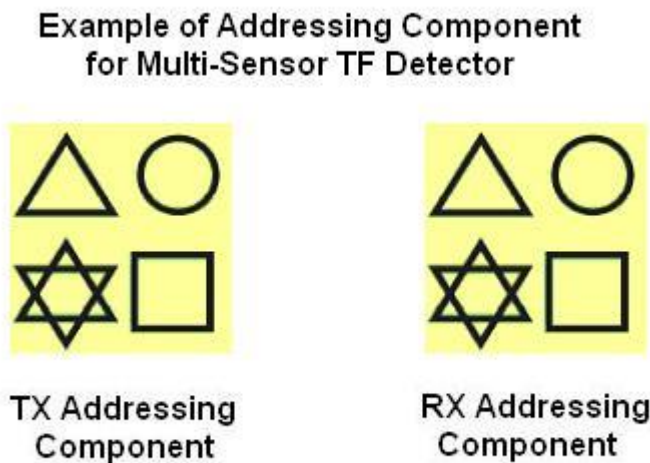 Example of Addressing Component
for Multi-Sensor TF Detector
TX Addressing
Component
RX Addressing
Component